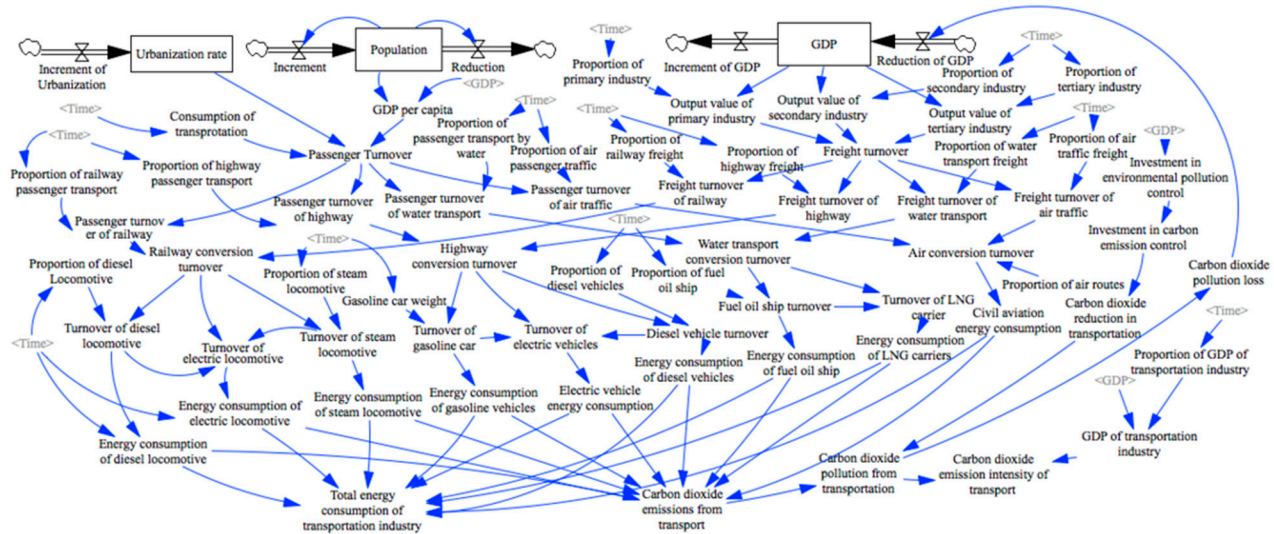 Urbanization rate
Increment of
Urbanization
Population
Increment
Reduction
<GDP>
GDP per capita
<Time>
Proportion of
primary industry
GDP
Increment of GDP
Reduction of GDP
<Time>
Proportion of
secondary industry
Proportion of
tertiary industry
Output value of
primary industry
Output value of
secondary industry
Output value of
tertiary industry
<Time>
<Time>
Consumption of
transprotation
Proportion of railway
passenger transport
Proportion of highway
passenger transport
Passenger Turnover
Proportion of
passenger transport by
water
<Time>
Proportion of air
passenger traffic
<Time>
Proportion of
railway freight
Proportion of
highway freight
Freight turnover
Proportion of water
transport freight
<Time>
Proportion of air
traffic freight
<GDP>
Investment in
environmental pollution
control
Passenger turnov
er of railway
Passenger turnover
of highway
Passenger turnover
of water transport
Passenger turnover
of air traffic
Freight turnover
of railway
Freight turnover of
highway
Freight turnover of
water transport
Freight turnover of
air traffic
Investment in carbon
emission control
<Time>
<Time>
Railway conversion
turnover
Highway
conversion turnover
Water transport
conversion turnover
Air conversion turnover
Proportion of diesel
Locomotive
Proportion of steam
locomotive
Gasoline car weight
Proportion of
diesel vehicles
Proportion of fuel
oil ship
Proportion of air routes
Carbon dioxide
pollution loss
Fuel oil ship turnover
Turnover of LNG
carrier
Civil aviation
energy consumption
Carbon dioxide
reduction in
transportation
<Time>
<Time>
Turnover of diesel
locomotive
Turnover of
electric locomotive
Turnover of steam
locomotive
Turnover of
gasoline car
Turnover of
electric vehicles
Diesel vehicle turnover
Energy consumption
of diesel vehicles
Energy consumption
of fuel oil ship
Energy consumption
of LNG carriers
Proportion of GDP of
transportation industry
<GDP>
Energy consumption of
electric locomotive
Energy consumption
of steam locomotive
Energy consumption
of gasoline vehicles
Electric vehicle
energy consumption
Energy consumption
of diesel locomotive
GDP of transportation
industry
Total energy
consumption of
transportation industry
Carbon dioxide
emissions from
transport
Carbon dioxide
pollution from
transportation
Carbon dioxide
emission intensity of
transport